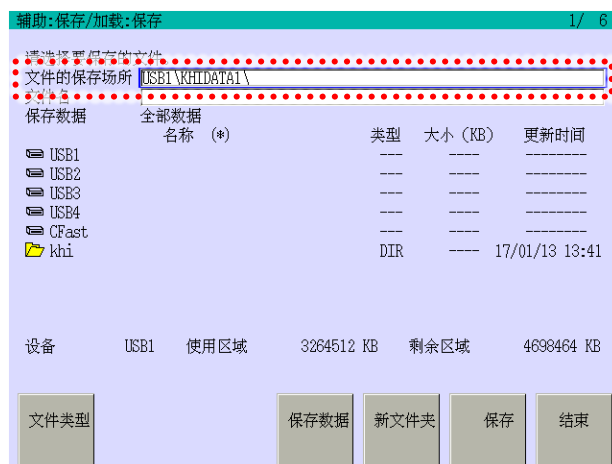 辅助:保存/加载:保存 1/ 6
请选择要保存的文件
文件的保存场所 USB1\KHIDATA1\
文件名
保存数据 全部数据
名称 (*) 类型 大小 (KB) 更新时间
USB1 --- ---- --------
USB2 --- ---- --------
USB3 --- ---- --------
USB4 --- ---- --------
CFast --- ---- --------
khi DIR ---- 17/01/13 13:41
设备 USB1 使用区域 3264512 KB 剩余区域 4698464 KB
文件类型 保存数据 新文件夹 保存 结束